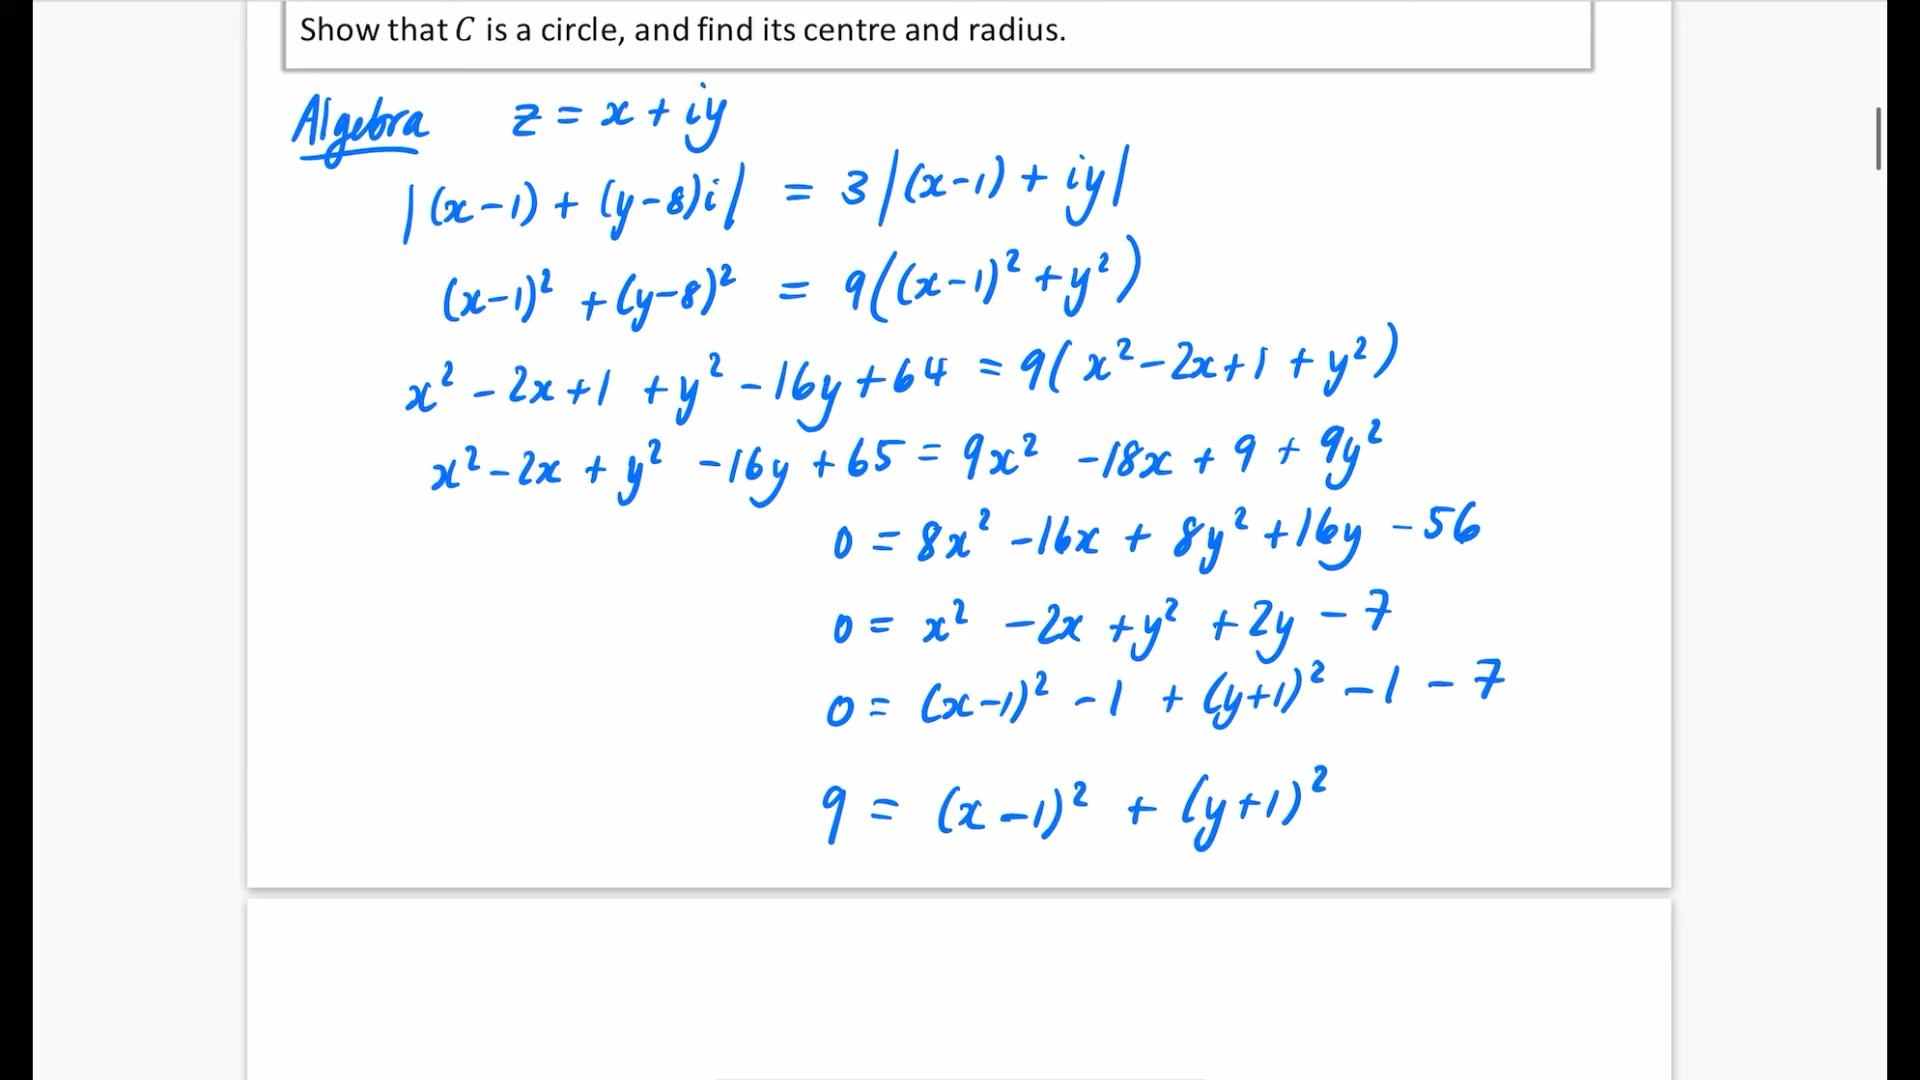 Show that C is a circle, and find its centre and radius.
Algebra z = x + iy
|(x-1) + (y-8)i| = 3|(x-1) + iy|
(x-1)² + (y-8)² = 9((x-1)² + y²)
x² - 2x + 1 + y² - 16y + 64 = 9(x² - 2x + 1 + y²)
x² - 2x + y² - 16y + 65 = 9x² - 18x + 9 + 9y²
0 = 8x² - 16x + 8y² + 16y - 56
0 = x² - 2x + y² + 2y - 7
0 = (x-1)² - 1 + (y+1)² - 1 - 7
9 = (x-1)² + (y+1)²